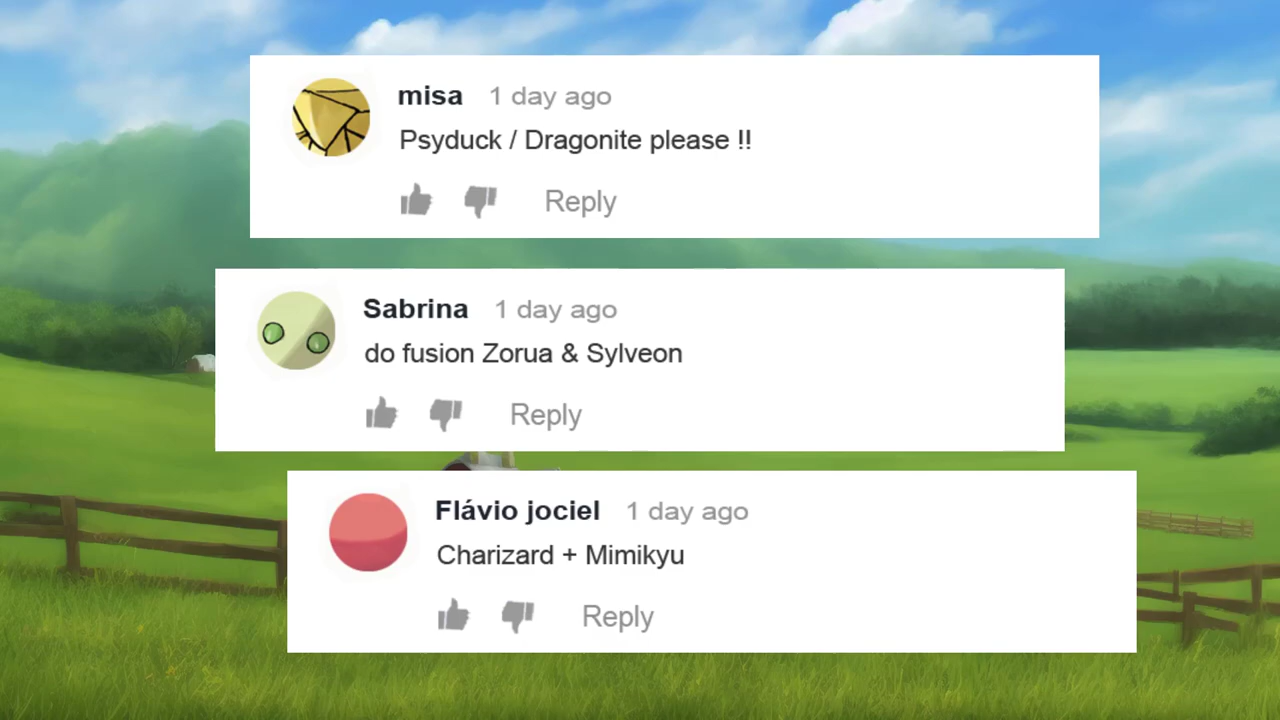 misa 1 day ago
Psyduck / Dragonite please !!
Reply
Sabrina 1 day ago
do fusion Zorua & Sylveon
Reply
Flávio jociel 1 day ago
Charizard + Mimikyu
Reply